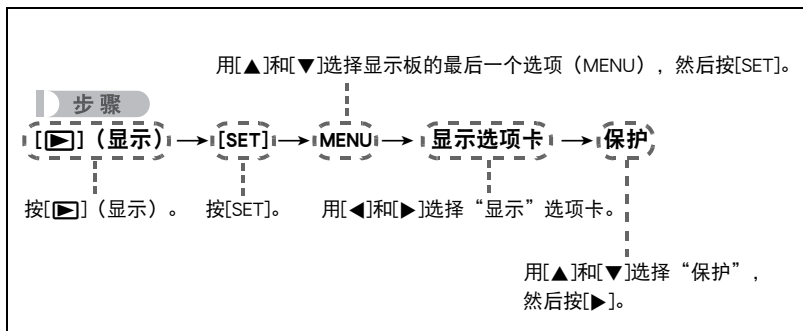 用[▲]和[▼]选择显示板的最后一个选项（MENU），然后按[SET]。
步骤
[▶]（显示）→[SET]→MENU→显示选项卡→保护
按[▶]（显示）。 按[SET]。 用[◀]和[▶]选择“显示”选项卡。
用[▲]和[▼]选择“保护”,
然后按[▶]。